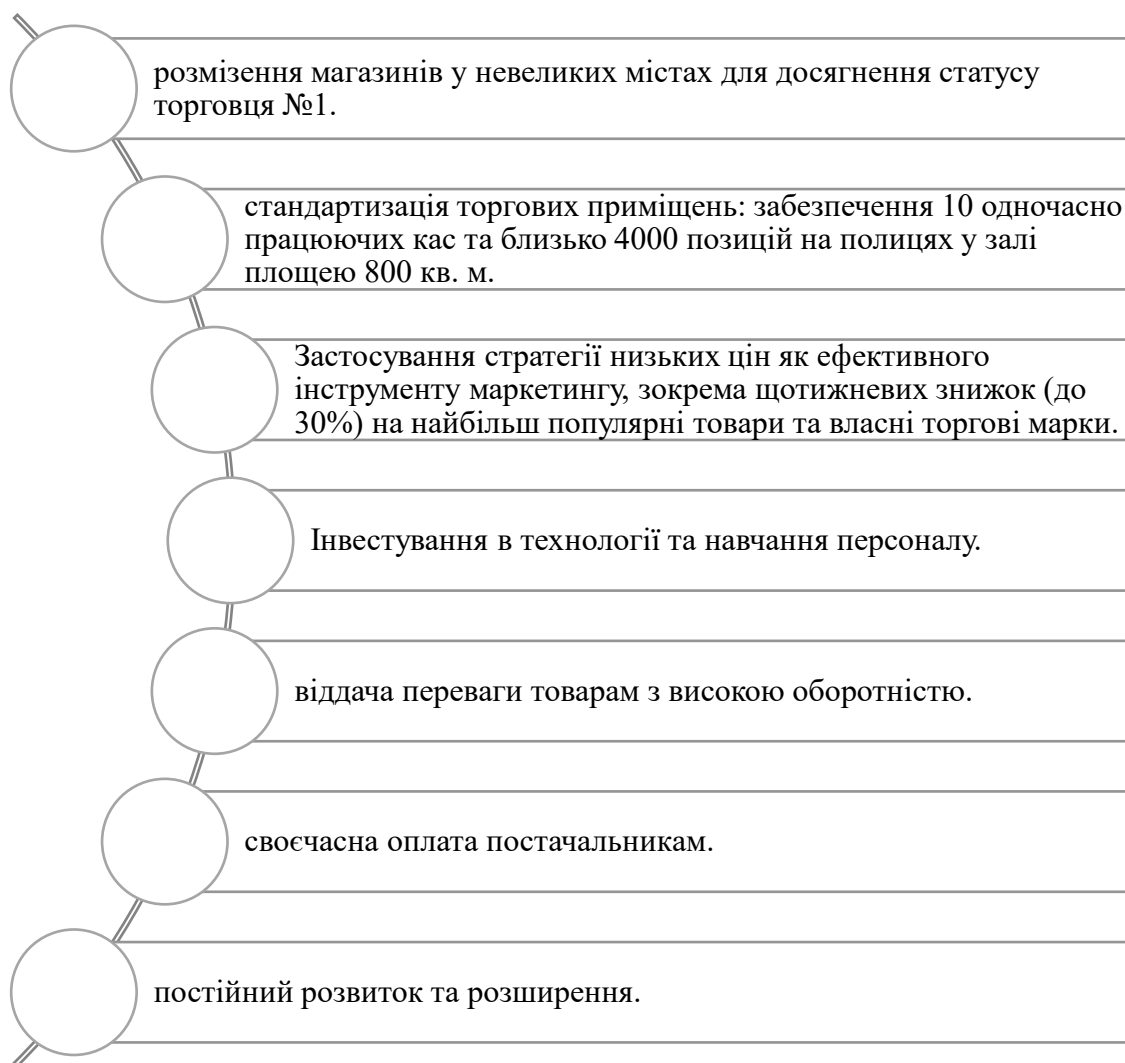 розмізення магазинів у невеликих містах для досягнення статусу
торговця №1.
стандартизація торгових приміщень: забезпечення 10 одночасно
працюючих кас та близько 4000 позицій на полицях у залі
площею 800 кв. м.
Застосування стратегії низьких цін як ефективного
інструменту маркетингу, зокрема щотижневих знижок (до
30%) на найбільш популярні товари та власні торгові марки.
Інвестування в технології та навчання персоналу.
віддача переваги товарам з високою оборотністю.
своєчасна оплата постачальникам.
постійний розвиток та розширення.